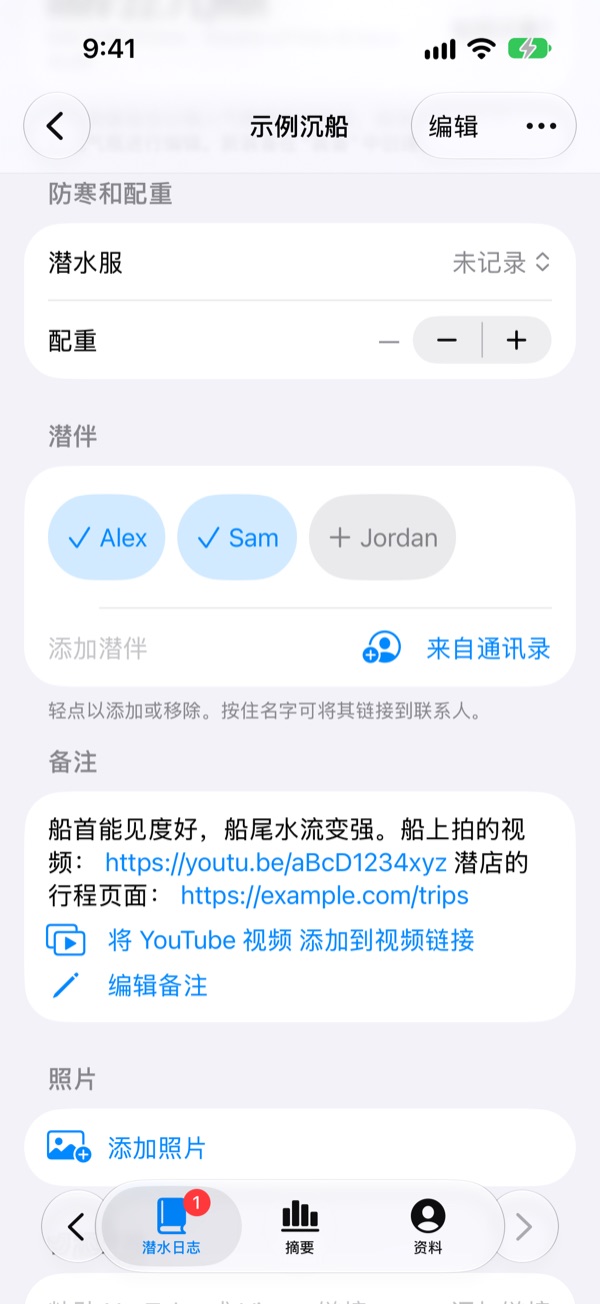 9:41
示例沉船
编辑
防寒和配重
潜水服
未记录
配重
—
潜伴
Alex
Sam
Jordan
添加潜伴
来自通讯录
轻点以添加或移除。按住名字可将其链接到联系人。
备注
船首能见度好，船尾水流变强。船上拍的视
频： https://youtu.be/aBcD1234xyz 潜店的
行程页面： https://example.com/trips
将 YouTube 视频 添加到视频链接
编辑备注
照片
添加照片
1
潜水日志
摘要
资料